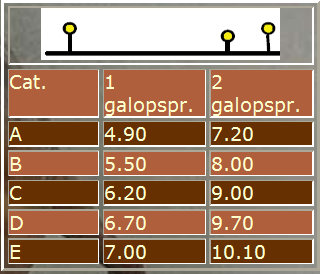 Cat. 1 galopspr. 2 galopspr.
A 4.90 7.20
B 5.50 8.00
C 6.20 9.00
D 6.70 9.70
E 7.00 10.10